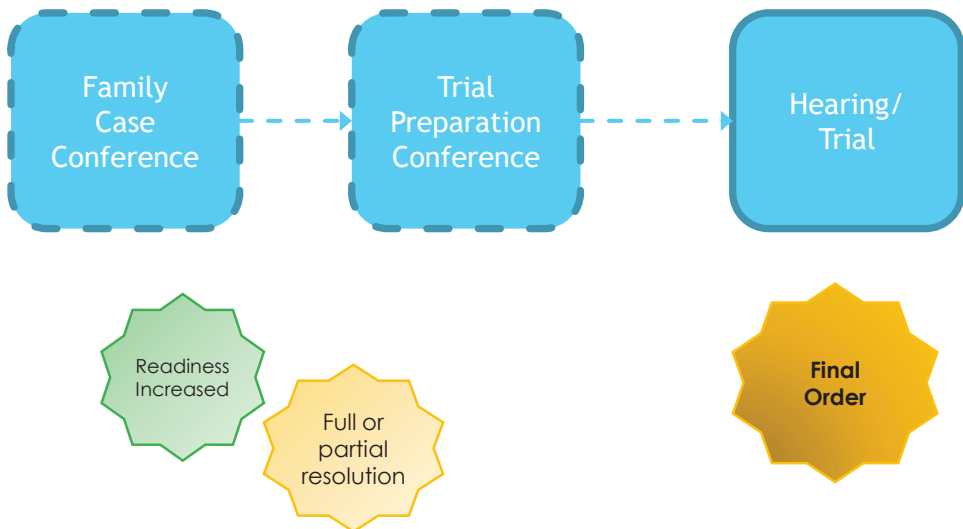 Family
Case
Conference
Trial
Preparation
Conference
Hearing/
Trial
Readiness
Increased
Full or
partial
resolution
Final
Order